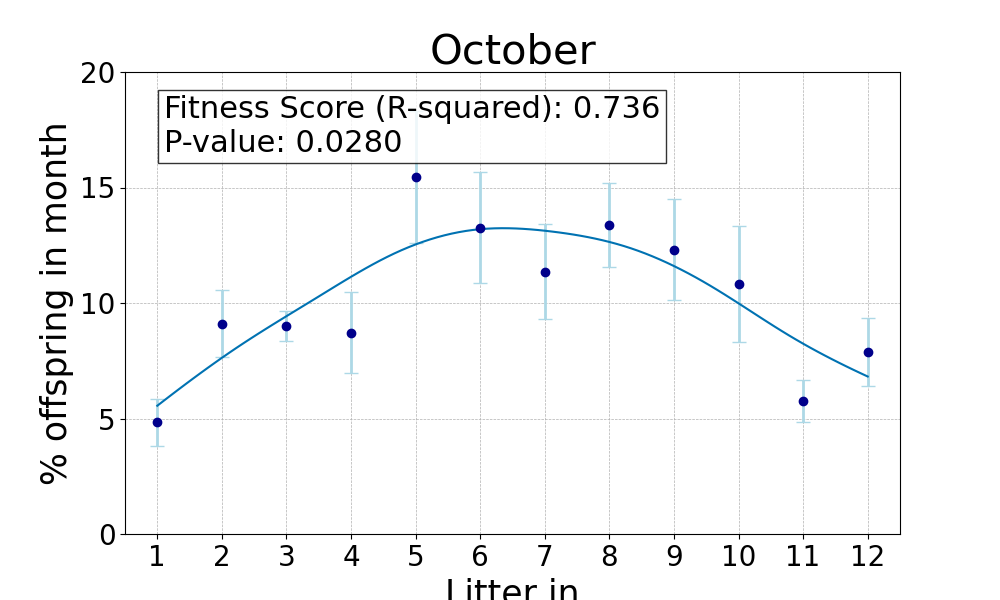 October
Fitness Score (R-squared): 0.736
P-value: 0.0280
% offspring in month
20
15
10
5
0
1 2 3 4 5 6 7 8 9 10 11 12
Litter in